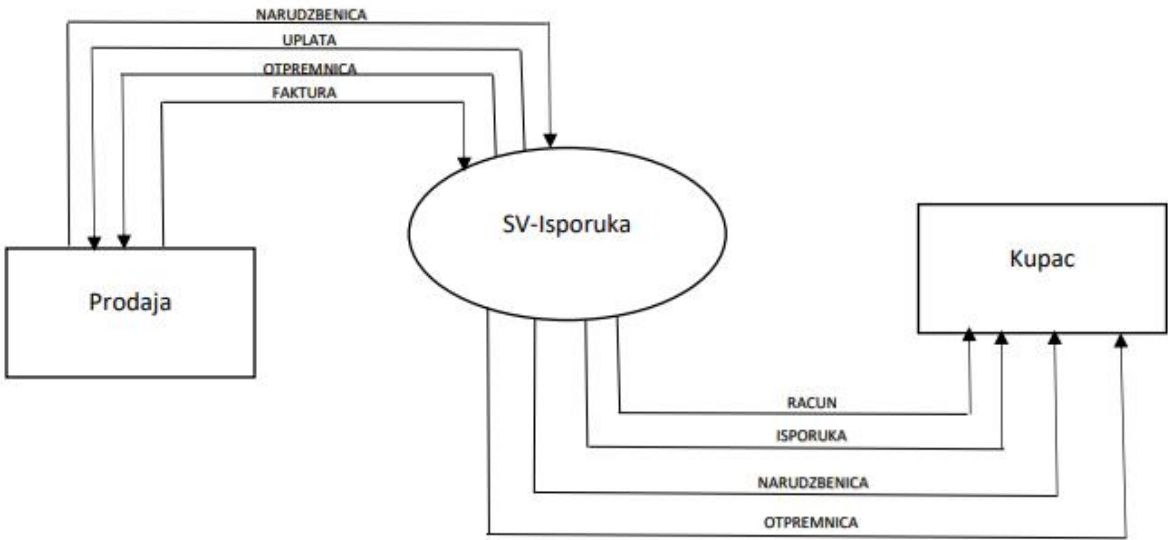 NARUDZBENICA
UPLATA
OTPREMNICA
FAKTURA
SV-Isporuka
Kupac
Prodaja
RACUN
ISPORUKA
NARUDZBENICA
OTPREMNICA